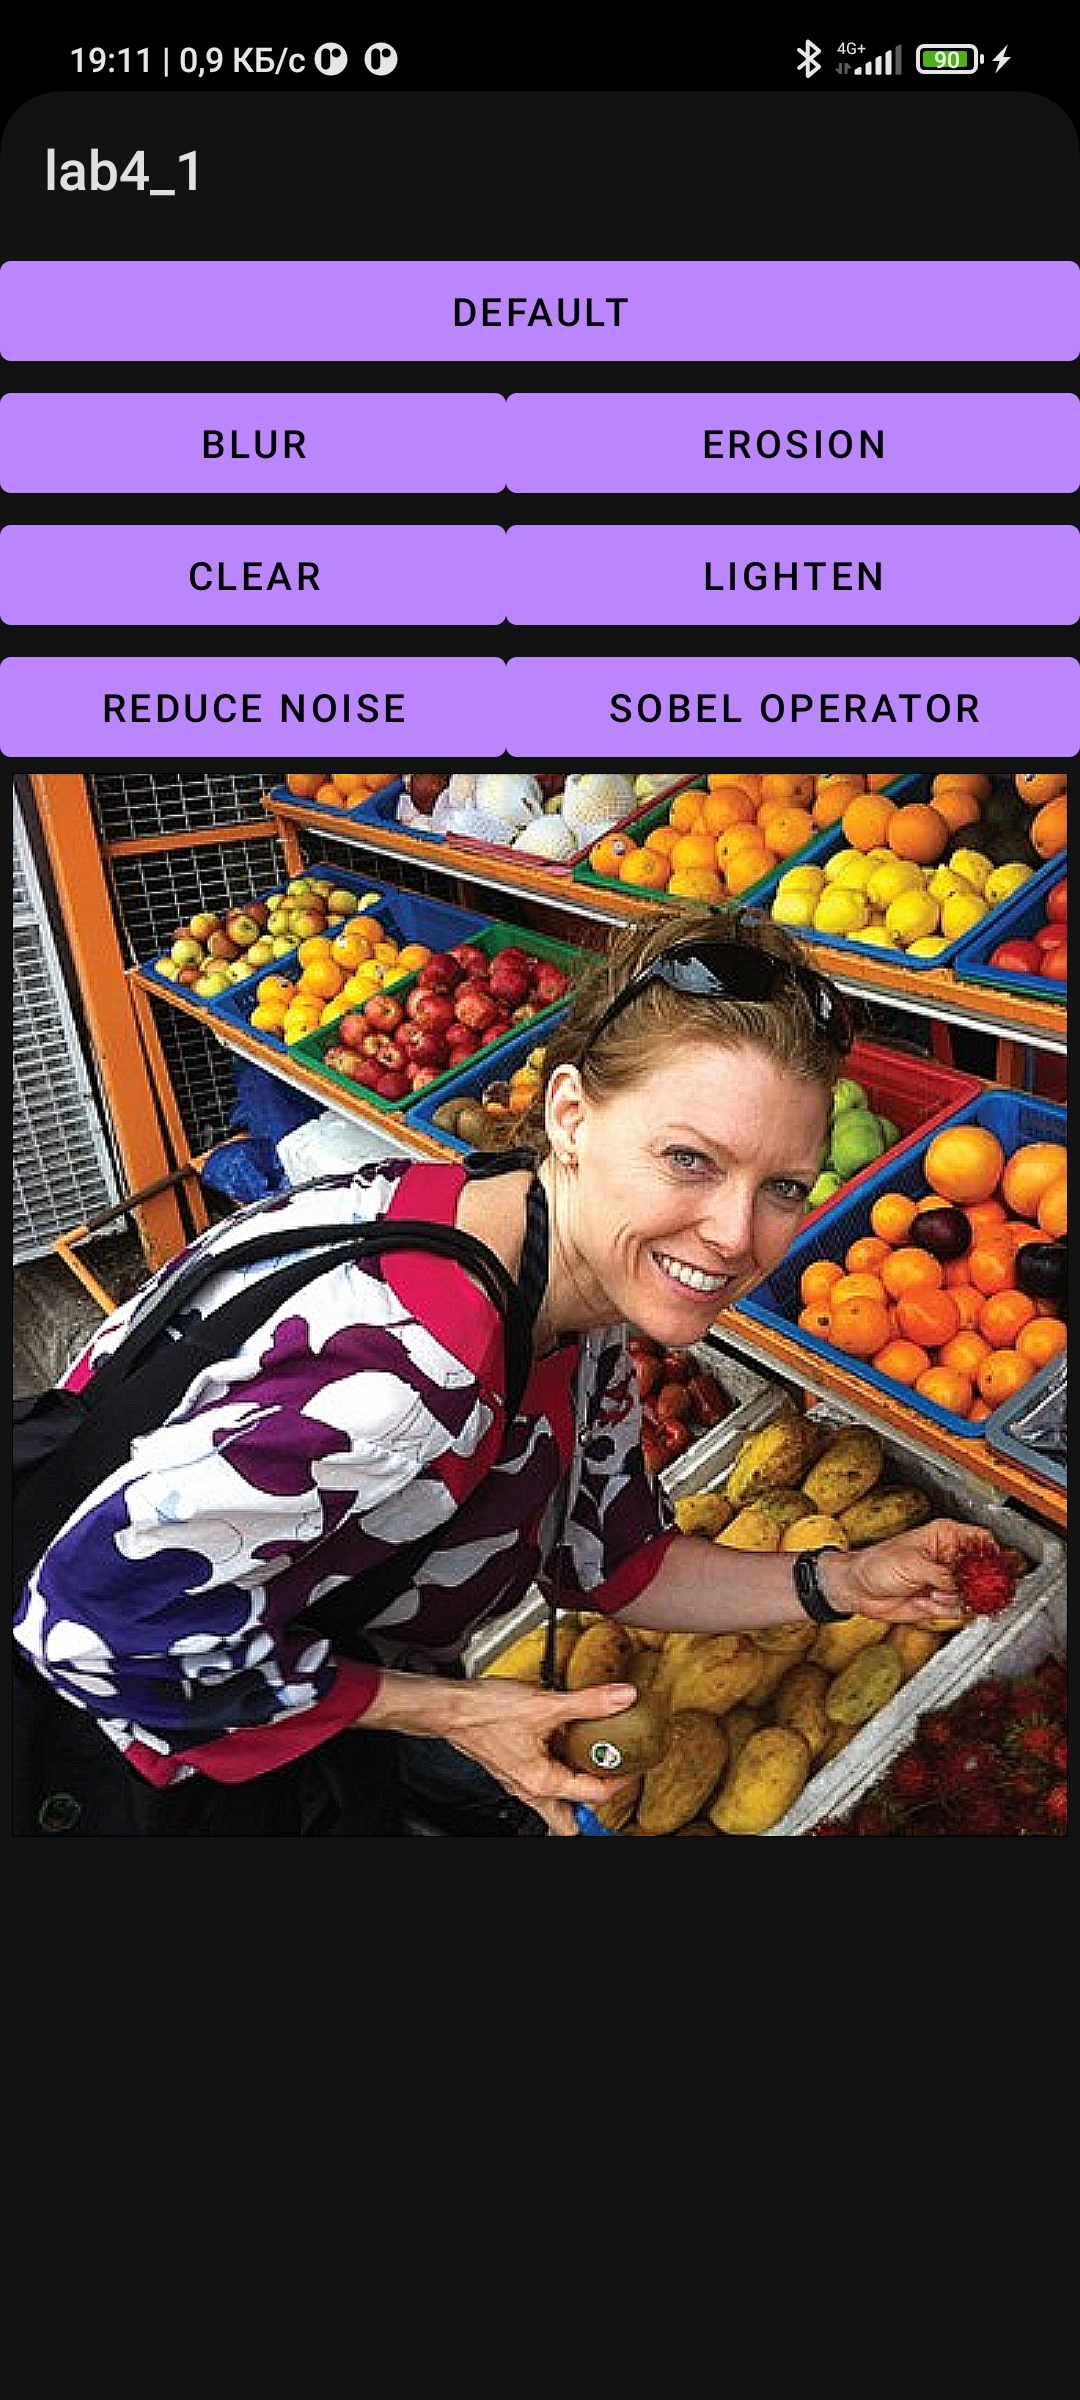 19:11 | 0,9 КБ/с
4G+
90
lab4_1
DEFAULT
BLUR EROSION
CLEAR LIGHTEN
REDUCE NOISE SOBEL OPERATOR